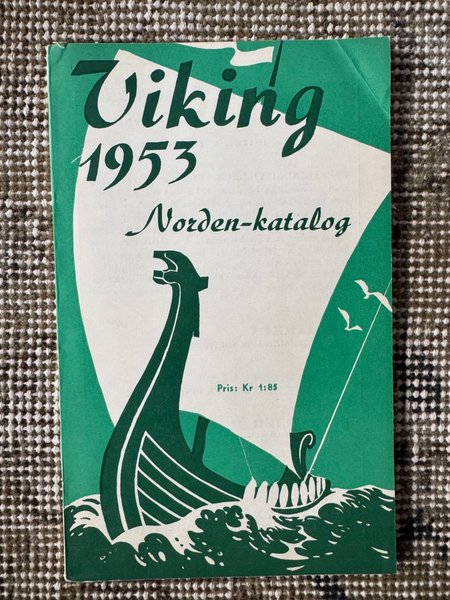 Viking
1953
Norden-katalog
Pris: Kr 1:85